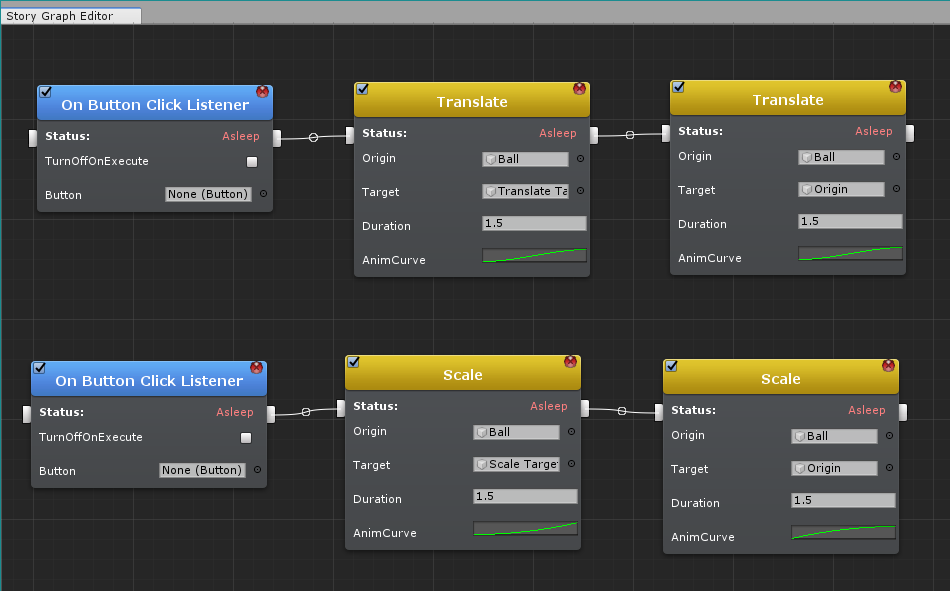 Story Graph Editor
On Button Click Listener
Status: Asleep
TurnOffOnExecute
Button None (Button)
Translate
Status: Asleep
Origin Ball
Target Translate Ta
Duration 1.5
AnimCurve
Translate
Status: Asleep
Origin Ball
Target Origin
Duration 1.5
AnimCurve
On Button Click Listener
Status: Asleep
TurnOffOnExecute
Button None (Button)
Scale
Status: Asleep
Origin Ball
Target Scale Targe
Duration 1.5
AnimCurve
Scale
Status: Asleep
Origin Ball
Target Origin
Duration 1.5
AnimCurve